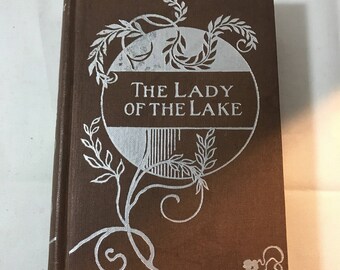 THE LADY
OF THE LAKE